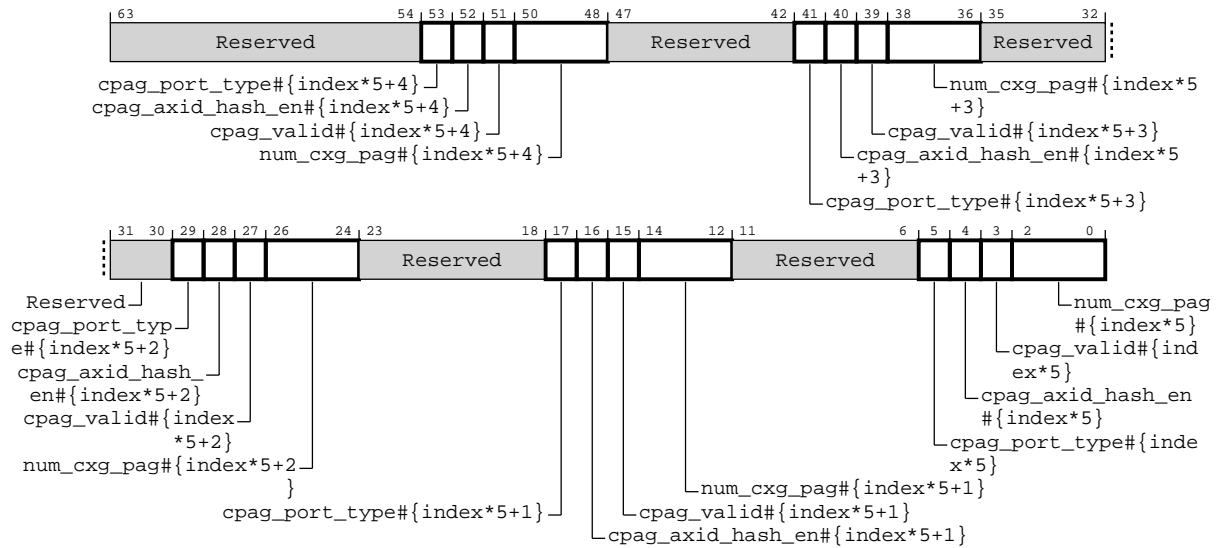 63 54 53 52 51 50 48 47 42 41 40 39 38 36 35 32
Reserved Reserved Reserved
cpag_port_type#{index*5+4}
cpag_axid_hash_en#{index*5+4}
cpag_valid#{index*5+4}
num_cxg_pag#{index*5+4}
num_cxg_pag#{index*5
+3}
cpag_valid#{index*5+3}
cpag_axid_hash_en#{index*5
+3}
cpag_port_type#{index*5+3}
31 30 29 28 27 26 24 23 18 17 16 15 14 12 11 6 5 4 3 2 0
Reserved Reserved
Reserved
cpag_port_typ
e#{index*5+2}
cpag_axid_hash_
en#{index*5+2}
cpag_valid#{index
*5+2}
num_cxg_pag#{index*5+2
}
cpag_port_type#{index*5+1}
num_cxg_pag
#{index*5}
cpag_valid#{ind
ex*5}
cpag_axid_hash_en
#{index*5}
cpag_port_type#{inde
x*5}
num_cxg_pag#{index*5+1}
cpag_valid#{index*5+1}
cpag_axid_hash_en#{index*5+1}